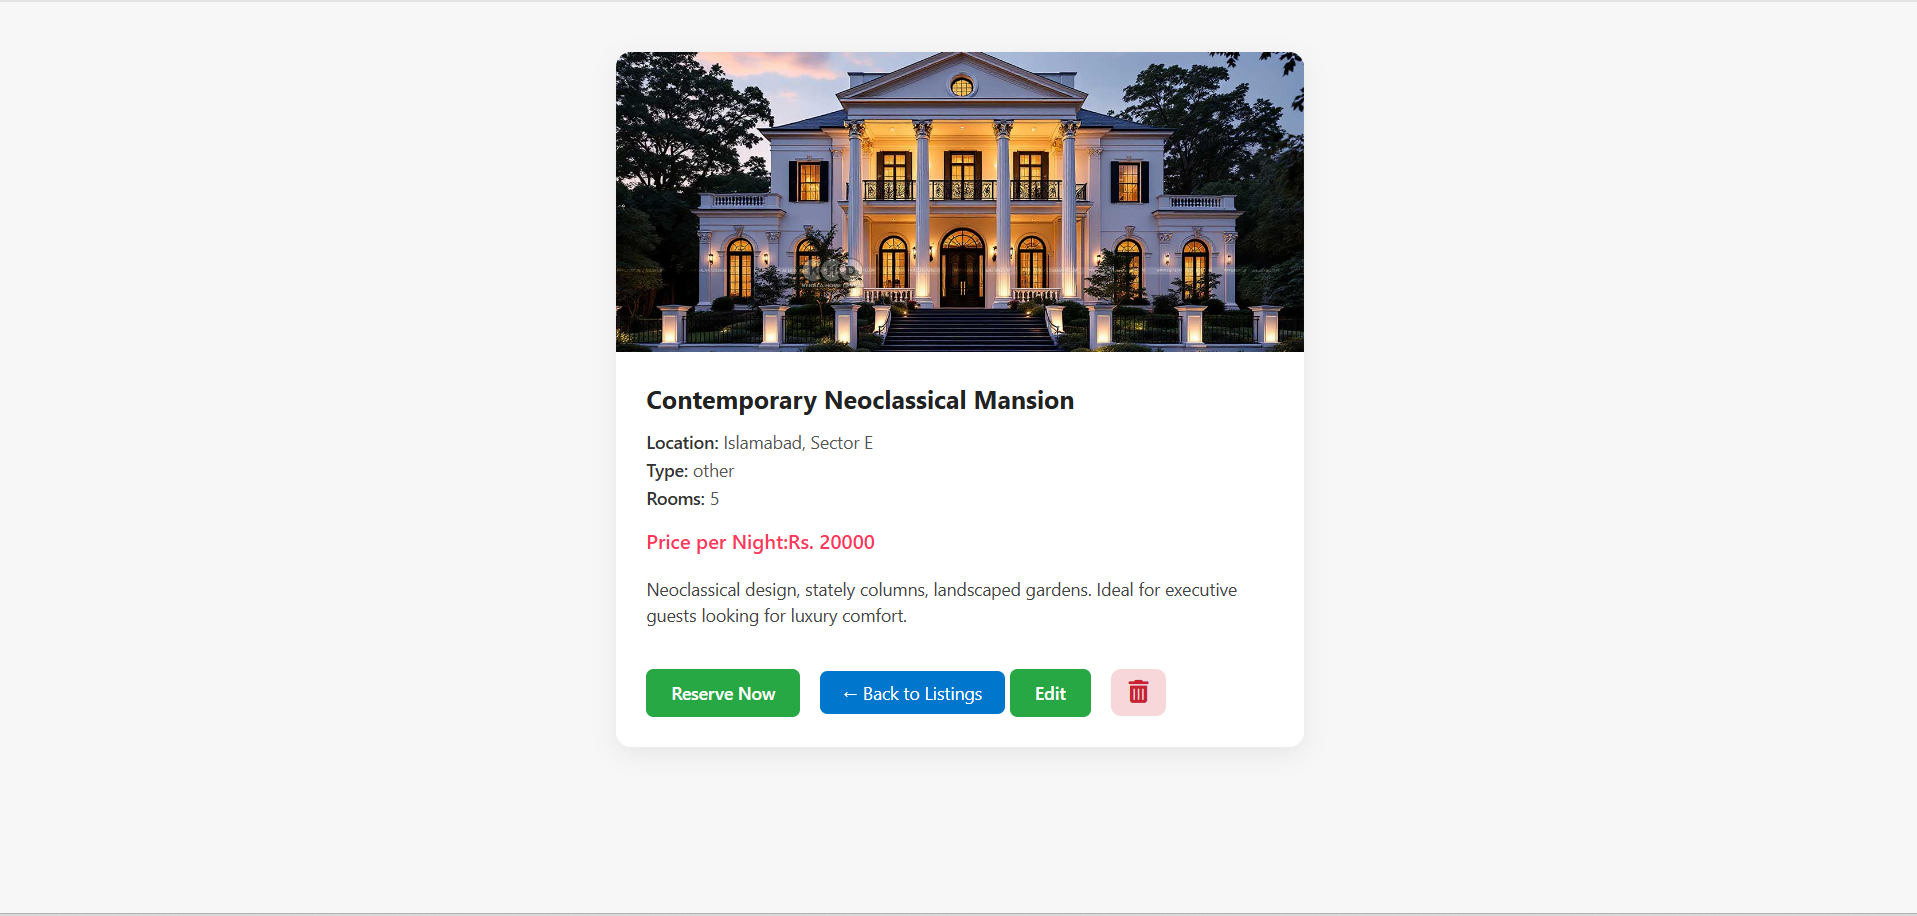 Contemporary Neoclassical Mansion
Location: Islamabad, Sector E
Type: other
Rooms: 5
Price per Night:Rs. 20000
Neoclassical design, stately columns, landscaped gardens. Ideal for executive
guests looking for luxury comfort.
Reserve Now
← Back to Listings
Edit